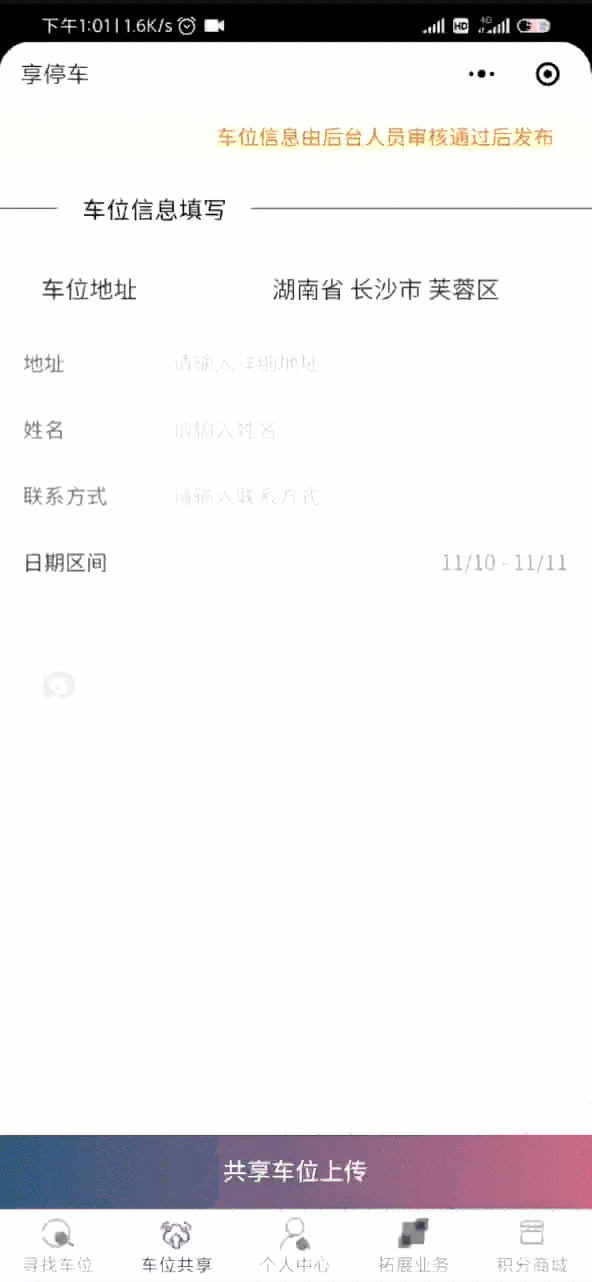 下午1:01 | 1.6K/s HD 4G
享停车
车位信息由后台人员审核通过后发布
车位信息填写
车位地址 湖南省 长沙市 芙蓉区
地址 请输入详细地址
姓名 请输入姓名
联系方式 请输入联系方式
日期区间 11/10 - 11/11
共享车位上传
寻找车位 车位共享 个人中心 拓展业务 积分商城